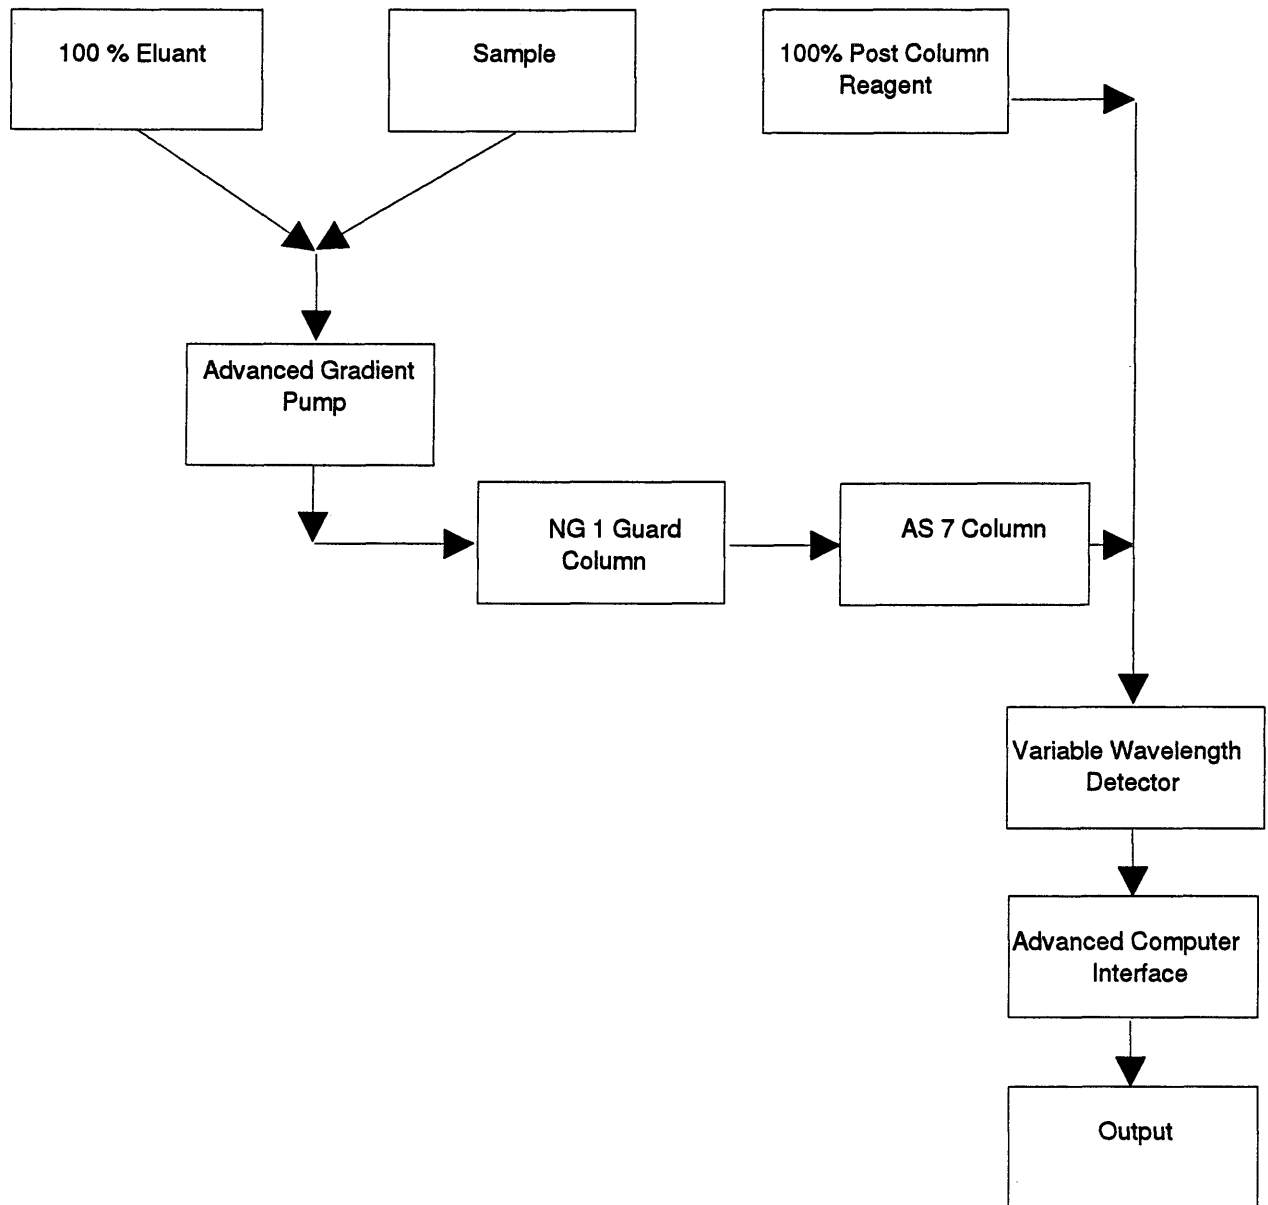 100 % Eluant
Sample
100% Post Column
Reagent
Advanced Gradient
Pump
NG 1 Guard
Column
AS 7 Column
Variable Wavelength
Detector
Advanced Computer
Interface
Output